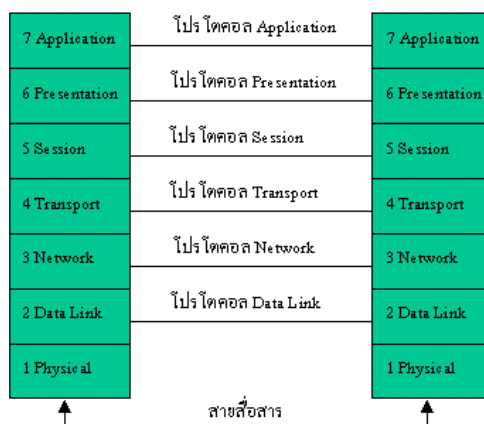 โปรโตคอล Application
7 Application
7 Application
โปรโตคอล Presentation
6 Presentation
6 Presentation
โปรโตคอล Session
5 Session
5 Session
โปรโตคอล Transport
4 Transport
4 Transport
โปรโตคอล Network
3 Network
3 Network
โปรโตคอล Data Link
2 Data Link
2 Data Link
1 Physical
1 Physical
สายสื่อสาร